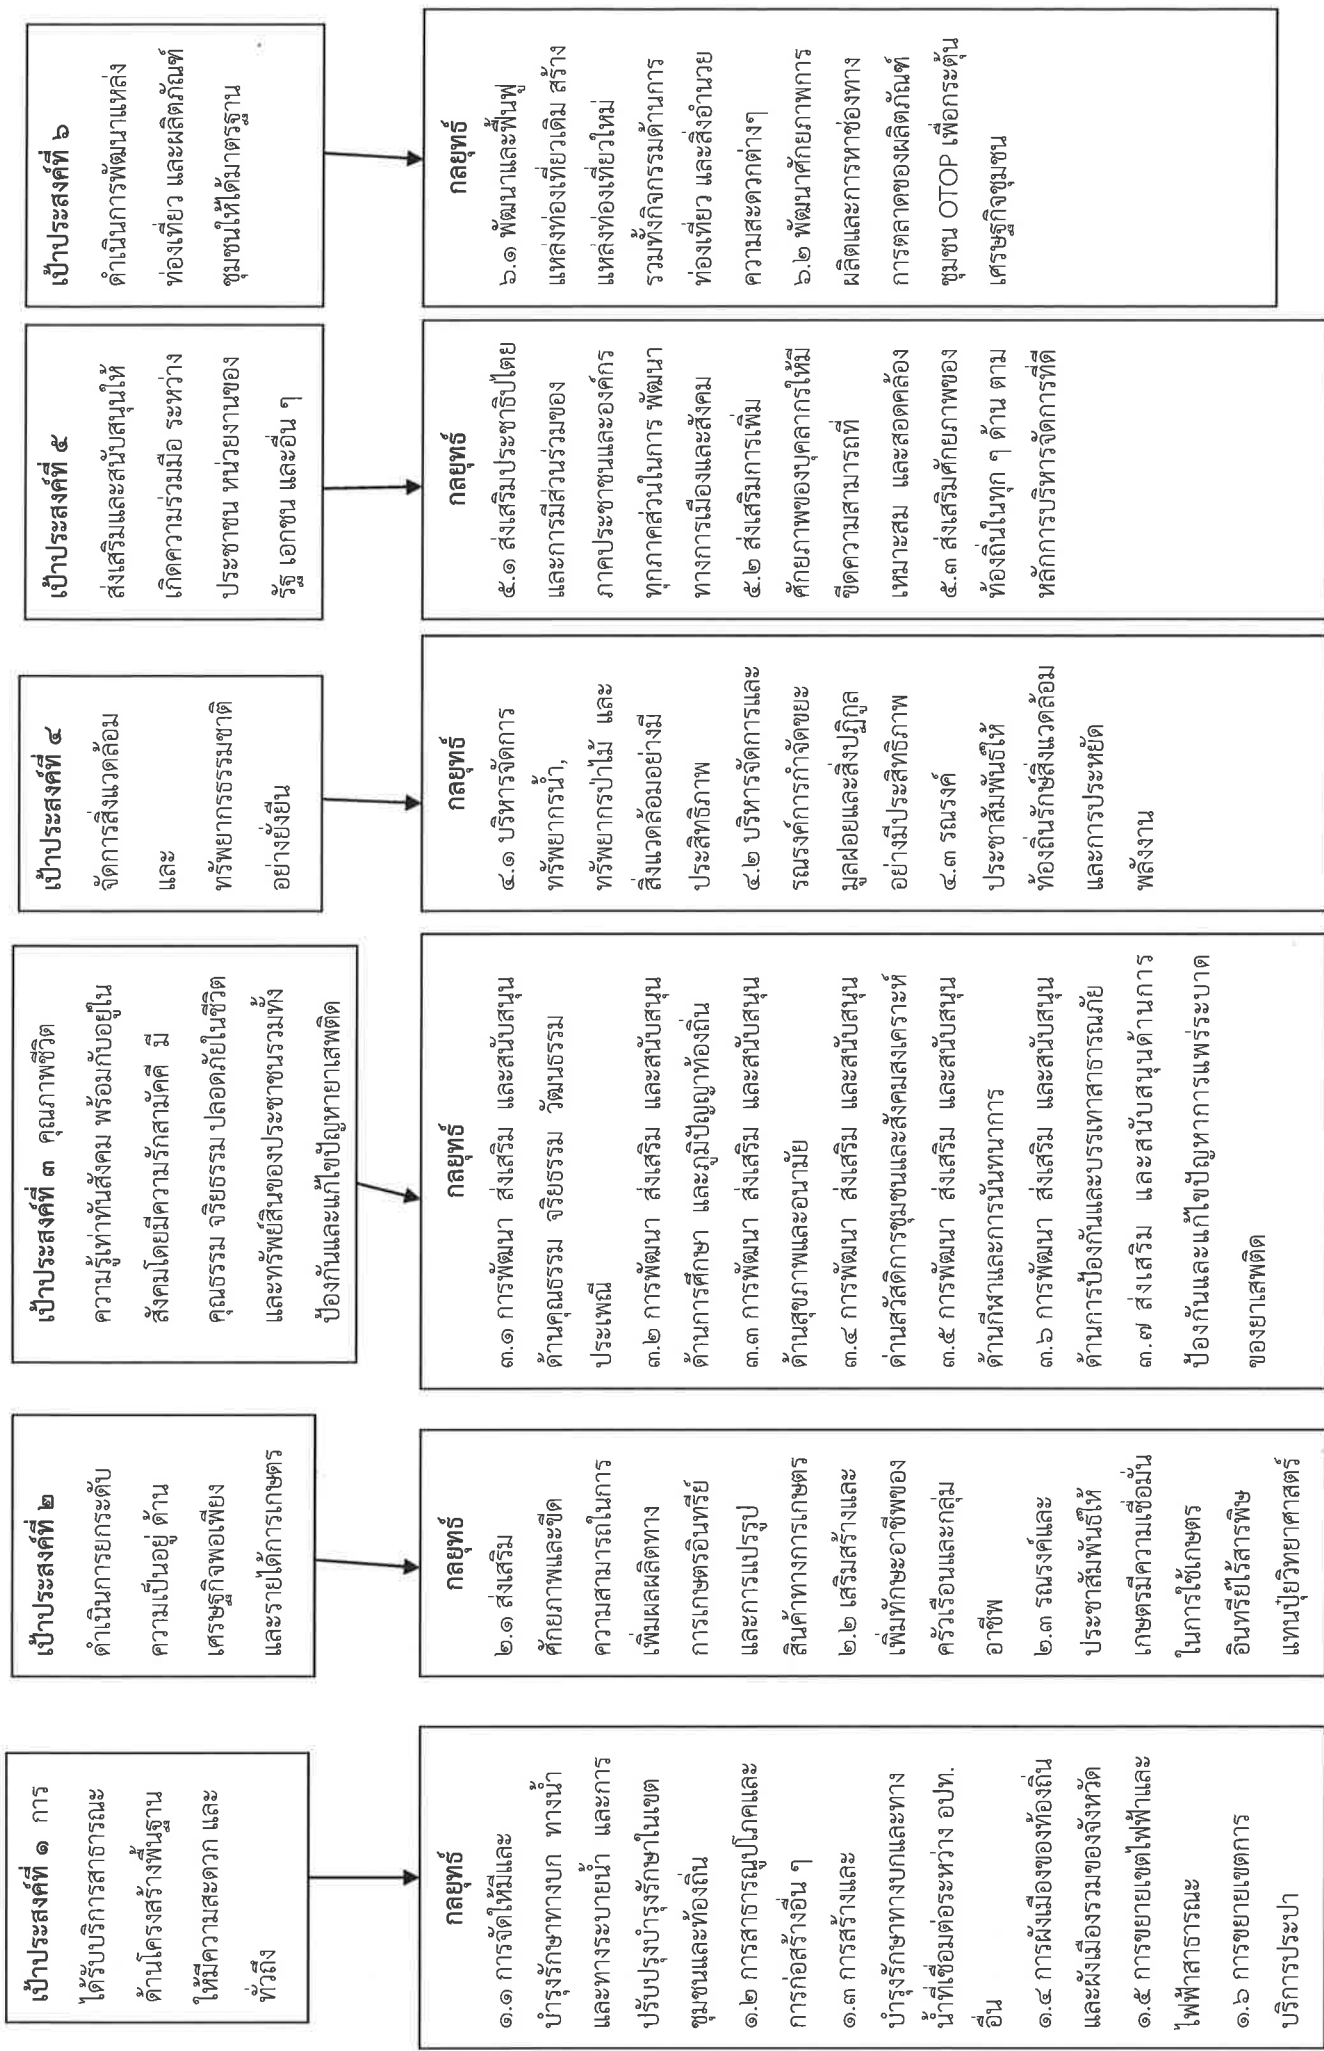 เป้าประสงค์ที่ ๑ การ
ได้รับบริการสาธารณะ
ด้านโครงสร้างพื้นฐาน
ให้มีความสะดวก และ
ทั่วถึง
กลยุทธ์
๑.๑ การจัดให้มีและ
บำรุงรักษาทางบก ทางน้ำ
และทางระบายน้ำ และการ
ปรับปรุงบำรุงรักษาในเขต
ชุมชนและท้องถิ่น
๑.๒ การสาธารณูปโภคและ
การก่อสร้างอื่น ๆ
๑.๓ การสร้างและ
บำรุงรักษาทางบกและทาง
น้ำที่เชื่อมต่อระหว่าง อปท.
อื่น
๑.๔ การผังเมืองของท้องถิ่น
และผังเมืองรวมของจังหวัด
๑.๕ การขยายเขตไฟฟ้าและ
ไฟฟ้าสาธารณะ
๑.๖ การขยายเขตการ
บริการประปา
เป้าประสงค์ที่ ๒
ดำเนินการยกระดับ
ความเป็นอยู่ ด้าน
เศรษฐกิจพอเพียง
และรายได้การเกษตร
กลยุทธ์
๒.๑ ส่งเสริม
ศักยภาพและขีด
ความสามารถในการ
เพิ่มผลผลิตทาง
การเกษตรอินทรีย์
และการแปรรูป
สินค้าทางการเกษตร
๒.๒ เสริมสร้างและ
เพิ่มทักษะอาชีพของ
ครัวเรือนและกลุ่ม
อาชีพ
๒.๓ รณรงค์และ
ประชาสัมพันธ์ให้
เกษตรมีความเชื่อมั่น
ในการใช้เกษตร
อินทรีย์ไร้สารพิษ
แทนปุ๋ยวิทยาศาสตร์
เป้าประสงค์ที่ ๓ คุณภาพชีวิต
ความรู้เท่าทันสังคม พร้อมกับอยู่ใน
สังคมโดยมีความรักสามัคคี มี
คุณธรรม จริยธรรม ปลอดภัยในชีวิต
และทรัพย์สินของประชาชนรวมทั้ง
ป้องกันและแก้ไขปัญหายาเสพติด
กลยุทธ์
๓.๑ การพัฒนา ส่งเสริม และสนับสนุน
ด้านคุณธรรม จริยธรรม วัฒนธรรม
ประเพณี
๓.๒ การพัฒนา ส่งเสริม และสนับสนุน
ด้านการศึกษา และภูมิปัญญาท้องถิ่น
๓.๓ การพัฒนา ส่งเสริม และสนับสนุน
ด้านสุขภาพและอนามัย
๓.๔ การพัฒนา ส่งเสริม และสนับสนุน
ด่านสวัสดิการชุมชนและสังคมสงเคราะห์
๓.๕ การพัฒนา ส่งเสริม และสนับสนุน
ด้านกีฬาและการนันทนาการ
๓.๖ การพัฒนา ส่งเสริม และสนับสนุน
ด้านการป้องกันและบรรเทาสาธารณภัย
๓.๗ ส่งเสริม และสนับสนุนด้านการ
ป้องกันและแก้ไขปัญหาการแพร่ระบาด
ของยาเสพติด
เป้าประสงค์ที่ ๔
จัดการสิ่งแวดล้อม
และ
ทรัพยากรธรรมชาติ
อย่างยั่งยืน
กลยุทธ์
๔.๑ บริหารจัดการ
ทรัพยากรน้ำ,
ทรัพยากรป่าไม้ และ
สิ่งแวดล้อมอย่างมี
ประสิทธิภาพ
๔.๒ บริหารจัดการและ
รณรงค์การกำจัดขยะ
มูลฝอยและสิ่งปฏิกูล
อย่างมีประสิทธิภาพ
๔.๓ รณรงค์
ประชาสัมพันธ์ให้
ท้องถิ่นรักษ์สิ่งแวดล้อม
และการประหยัด
พลังงาน
เป้าประสงค์ที่ ๕
ส่งเสริมและสนับสนุนให้
เกิดความร่วมมือ ระหว่าง
ประชาชน หน่วยงานของ
รัฐ เอกชน และอื่น ๆ
กลยุทธ์
๕.๑ ส่งเสริมประชาธิปไตย
และการมีส่วนร่วมของ
ภาคประชาชนและองค์กร
ทุกภาคส่วนในการ พัฒนา
ทางการเมืองและสังคม
๕.๒ ส่งเสริมการเพิ่ม
ศักยภาพของบุคลากรให้มี
ขีดความสามารถที่
เหมาะสม และสอดคล้อง
๕.๓ ส่งเสริมศักยภาพของ
ท้องถิ่นในทุก ๆ ด้าน ตาม
หลักการบริหารจัดการที่ดี
เป้าประสงค์ที่ ๖
ดำเนินการพัฒนาแหล่ง
ท่องเที่ยว และผลิตภัณฑ์
ชุมชนให้ได้มาตรฐาน
กลยุทธ์
๖.๑ พัฒนาและฟื้นฟู
แหล่งท่องเที่ยวเดิม สร้าง
แหล่งท่องเที่ยวใหม่
รวมทั้งกิจกรรมด้านการ
ท่องเที่ยว และสิ่งอำนวย
ความสะดวกต่างๆ
๖.๒ พัฒนาศักยภาพการ
ผลิตและการหาช่องทาง
การตลาดของผลิตภัณฑ์
ชุมชน OTOP เพื่อกระตุ้น
เศรษฐกิจชุมชน